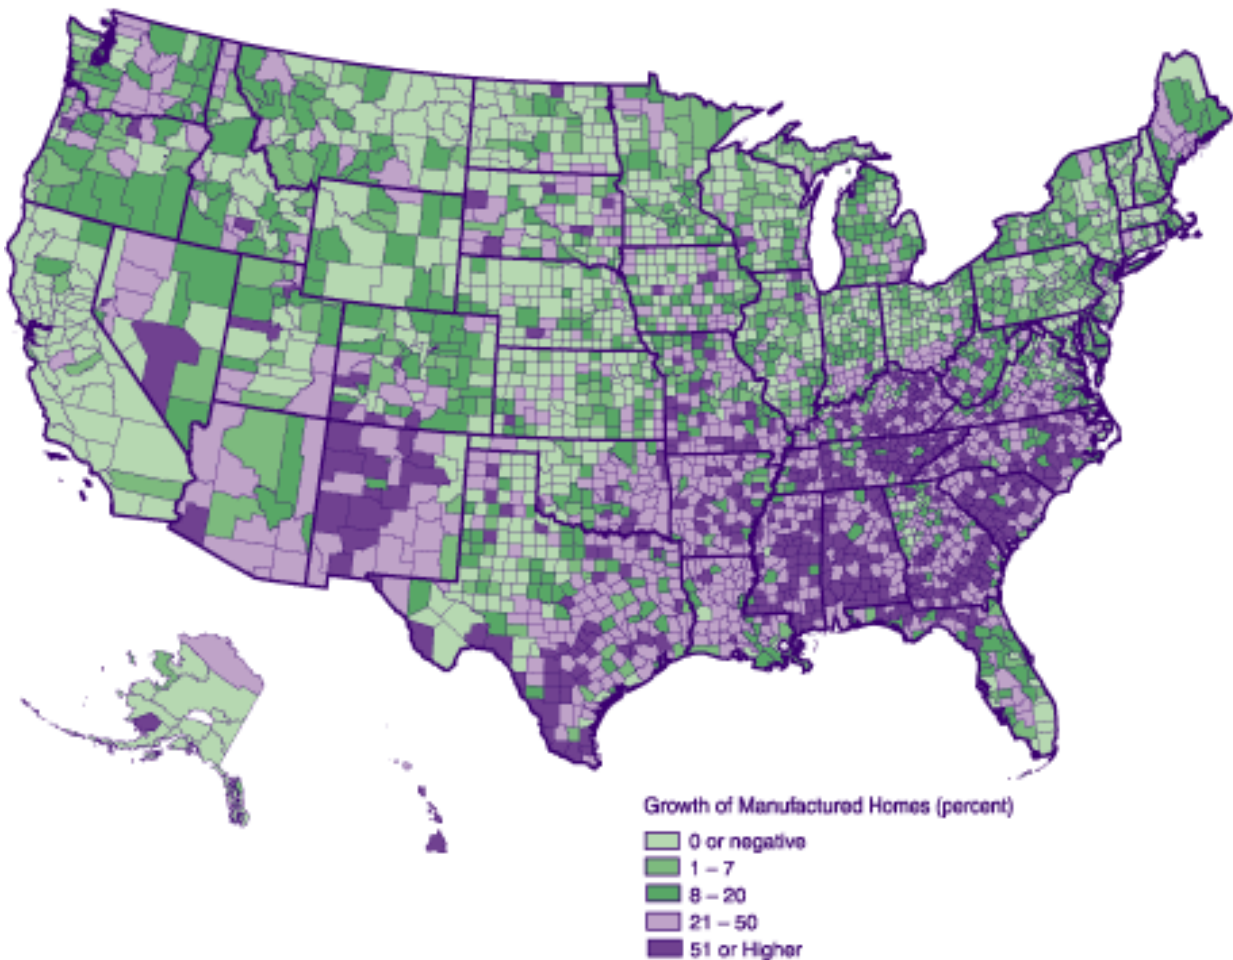 Growth of Manufactured Homes (percent)
0 or negative
1 – 7
8 – 20
21 – 50
51 or Higher